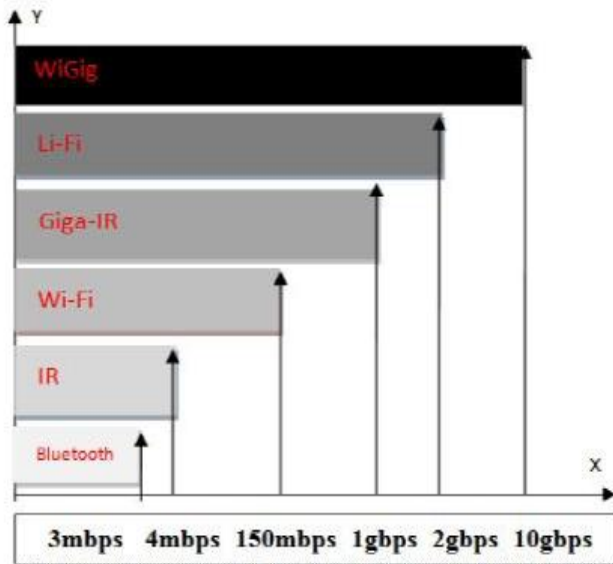 Y
WiGig
Li-Fi
Giga-IR
Wi-Fi
IR
Bluetooth
X
3mbps 4mbps 150mbps 1gbps 2gbps 10gbps